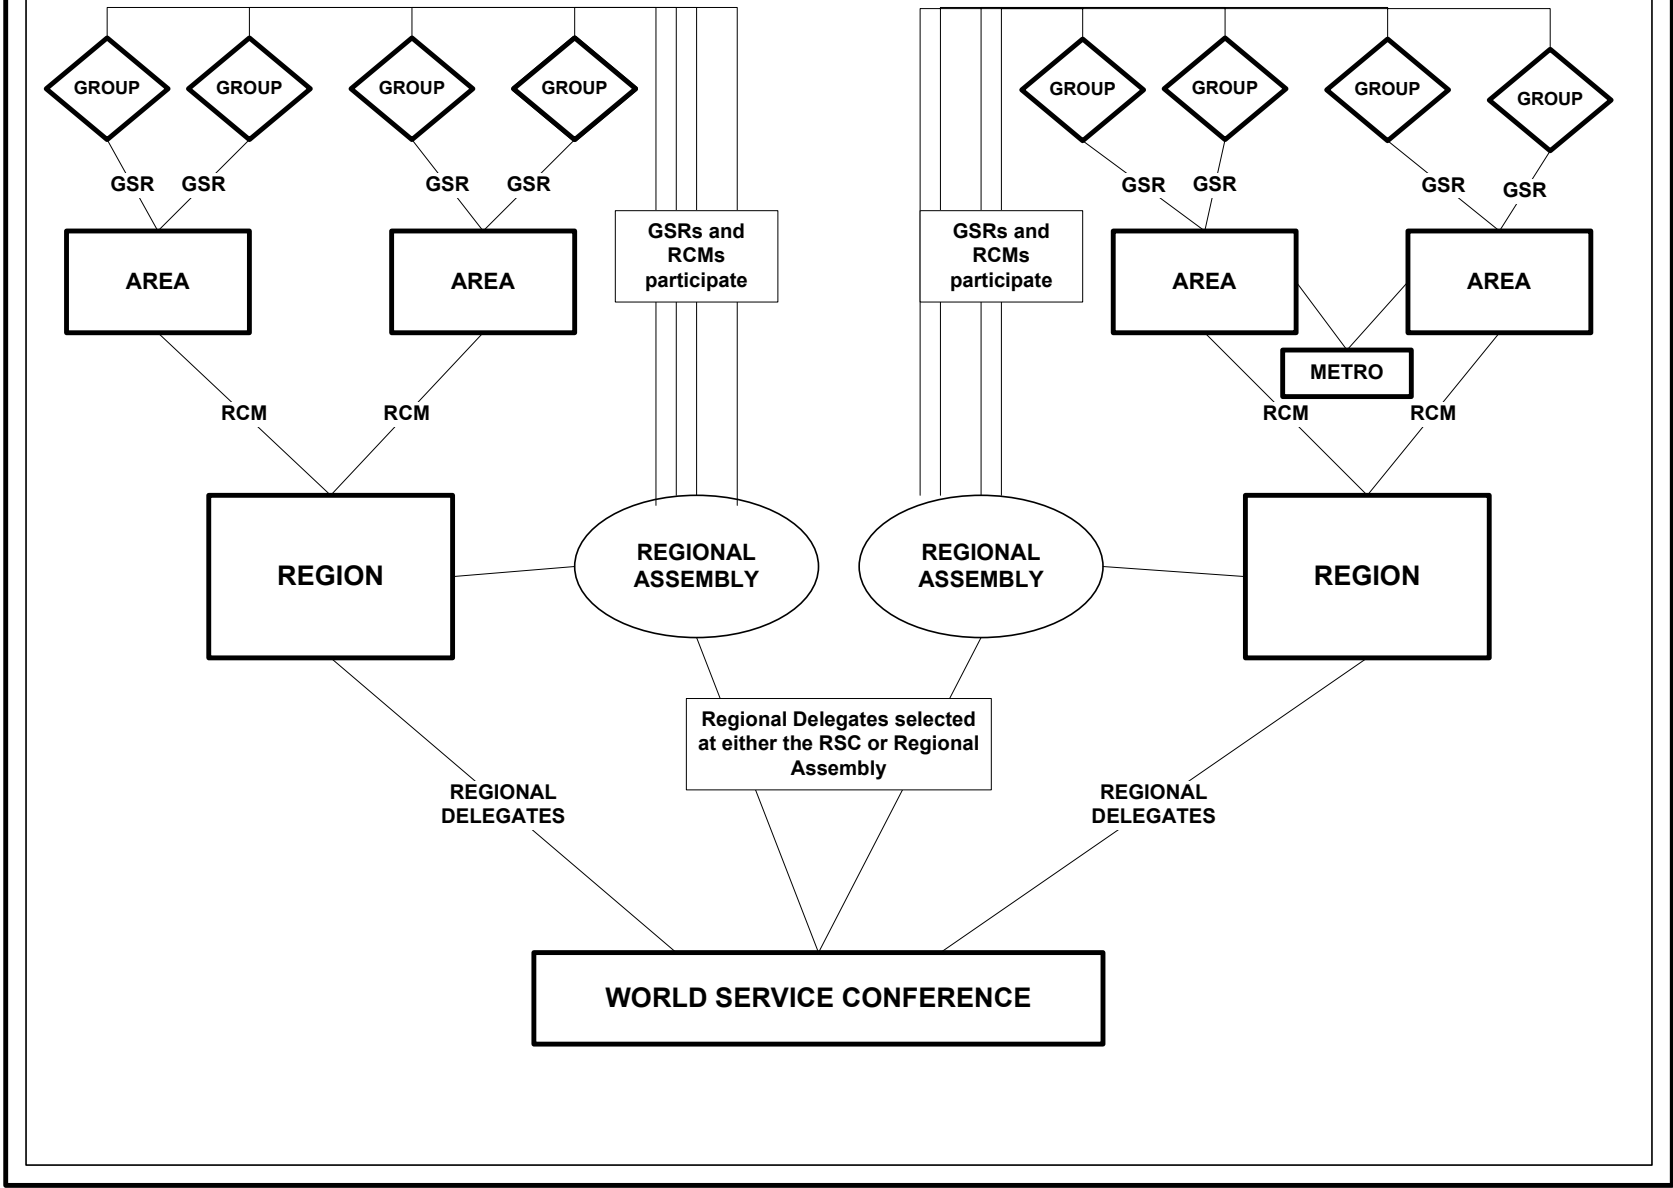 GROUP
GROUP
GROUP
GROUP
GROUP
GROUP
GROUP
GROUP
GSR
GSR
GSR
GSR
GSR
GSR
GSR
GSR
GSRs and
RCMs
participate
GSRs and
RCMs
participate
AREA
AREA
AREA
AREA
METRO
RCM
RCM
RCM
RCM
REGION
REGIONAL
ASSEMBLY
REGIONAL
ASSEMBLY
REGION
Regional Delegates selected
at either the RSC or Regional
Assembly
REGIONAL
DELEGATES
REGIONAL
DELEGATES
WORLD SERVICE CONFERENCE